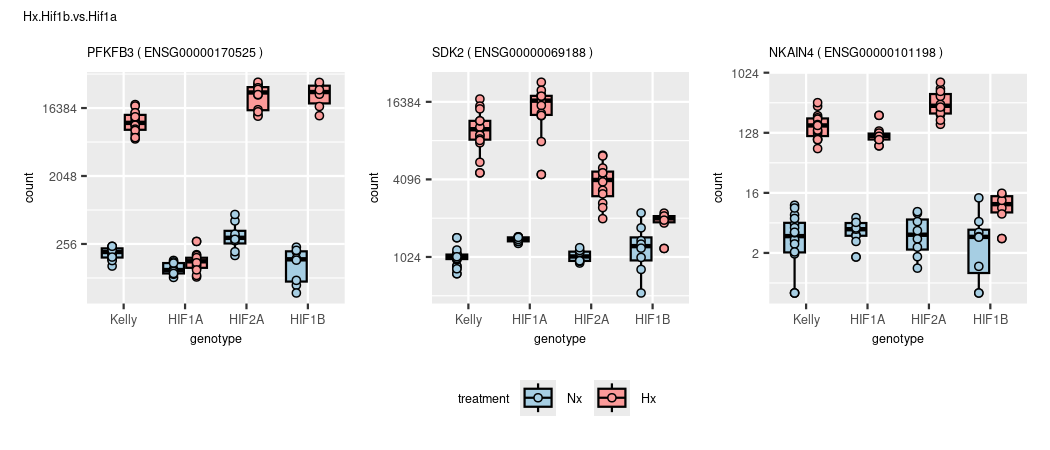 Hx.Hif1b.vs.Hif1a
PFKFB3 ( ENSG00000170525 )
SDK2 ( ENSG00000069188 )
NKAIN4 ( ENSG00000101198 )
count
16384
2048
256
Kelly
HIF1A
HIF2A
HIF1B
genotype
count
16384
4096
1024
Kelly
HIF1A
HIF2A
HIF1B
genotype
count
1024
128
16
2
Kelly
HIF1A
HIF2A
HIF1B
genotype
treatment Nx Hx